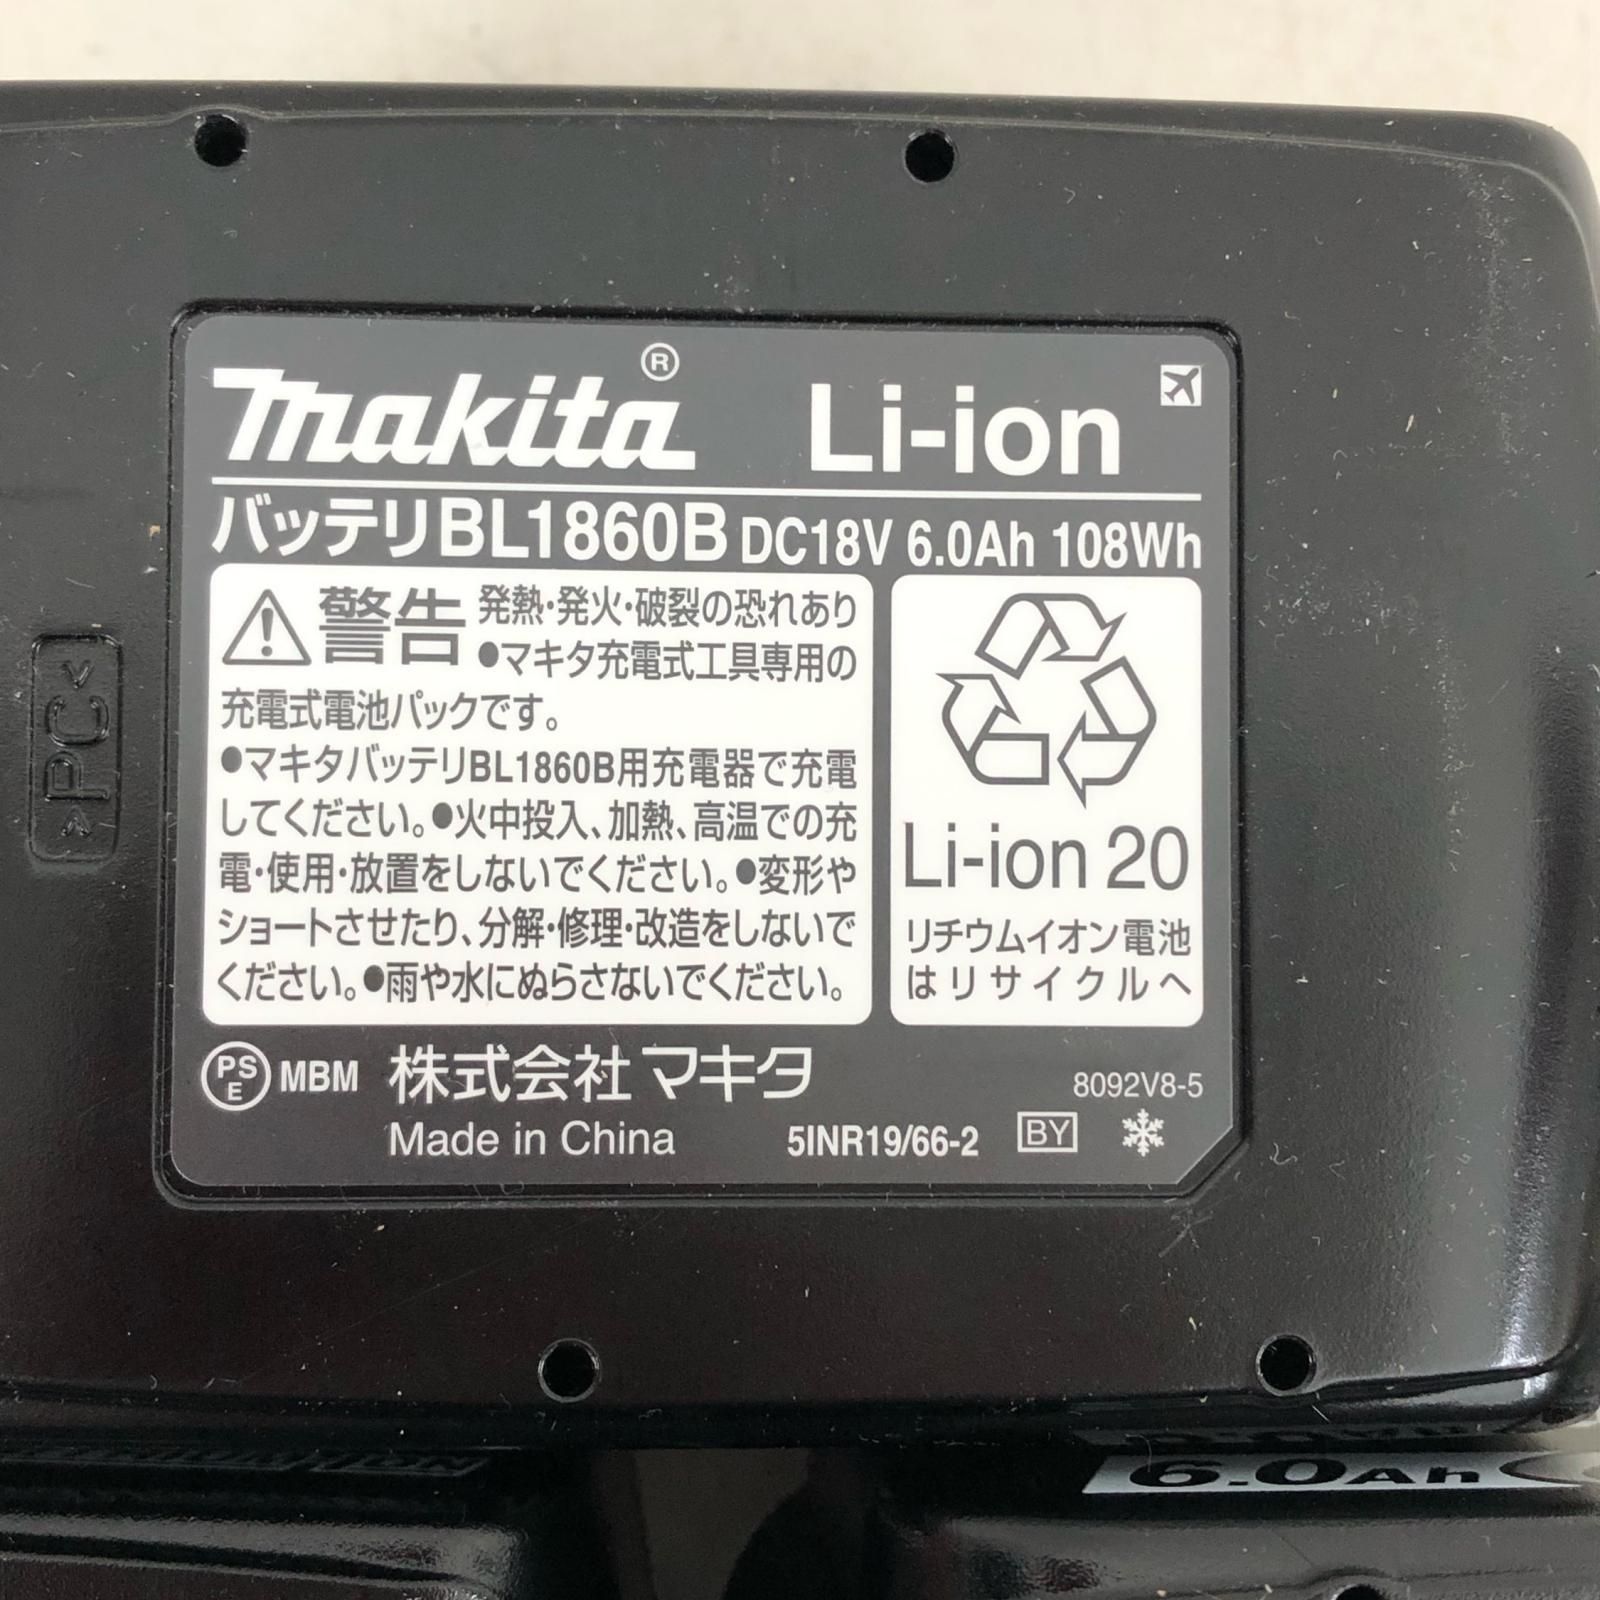 makita® Li-ion
バッテリBL1860B DC18V 6.0Ah 108Wh
警告 発熱・発火・破裂の恐れあり
●マキタ充電式工具専用の
充電式電池パックです。
●マキタバッテリBL1860B用充電器で充電
してください。●火中投入、加熱、高温での充
電・使用・放置をしないでください。●変形や
ショートさせたり、分解・修理・改造をしないで
ください。●雨や水にぬらさないでください。
Li-ion 20
リチウムイオン電池
はリサイクルへ
PSE MBM 株式会社マキタ
8092V8-5
Made in China 5INR19/66-2 BY
>PC<
6.0Ah